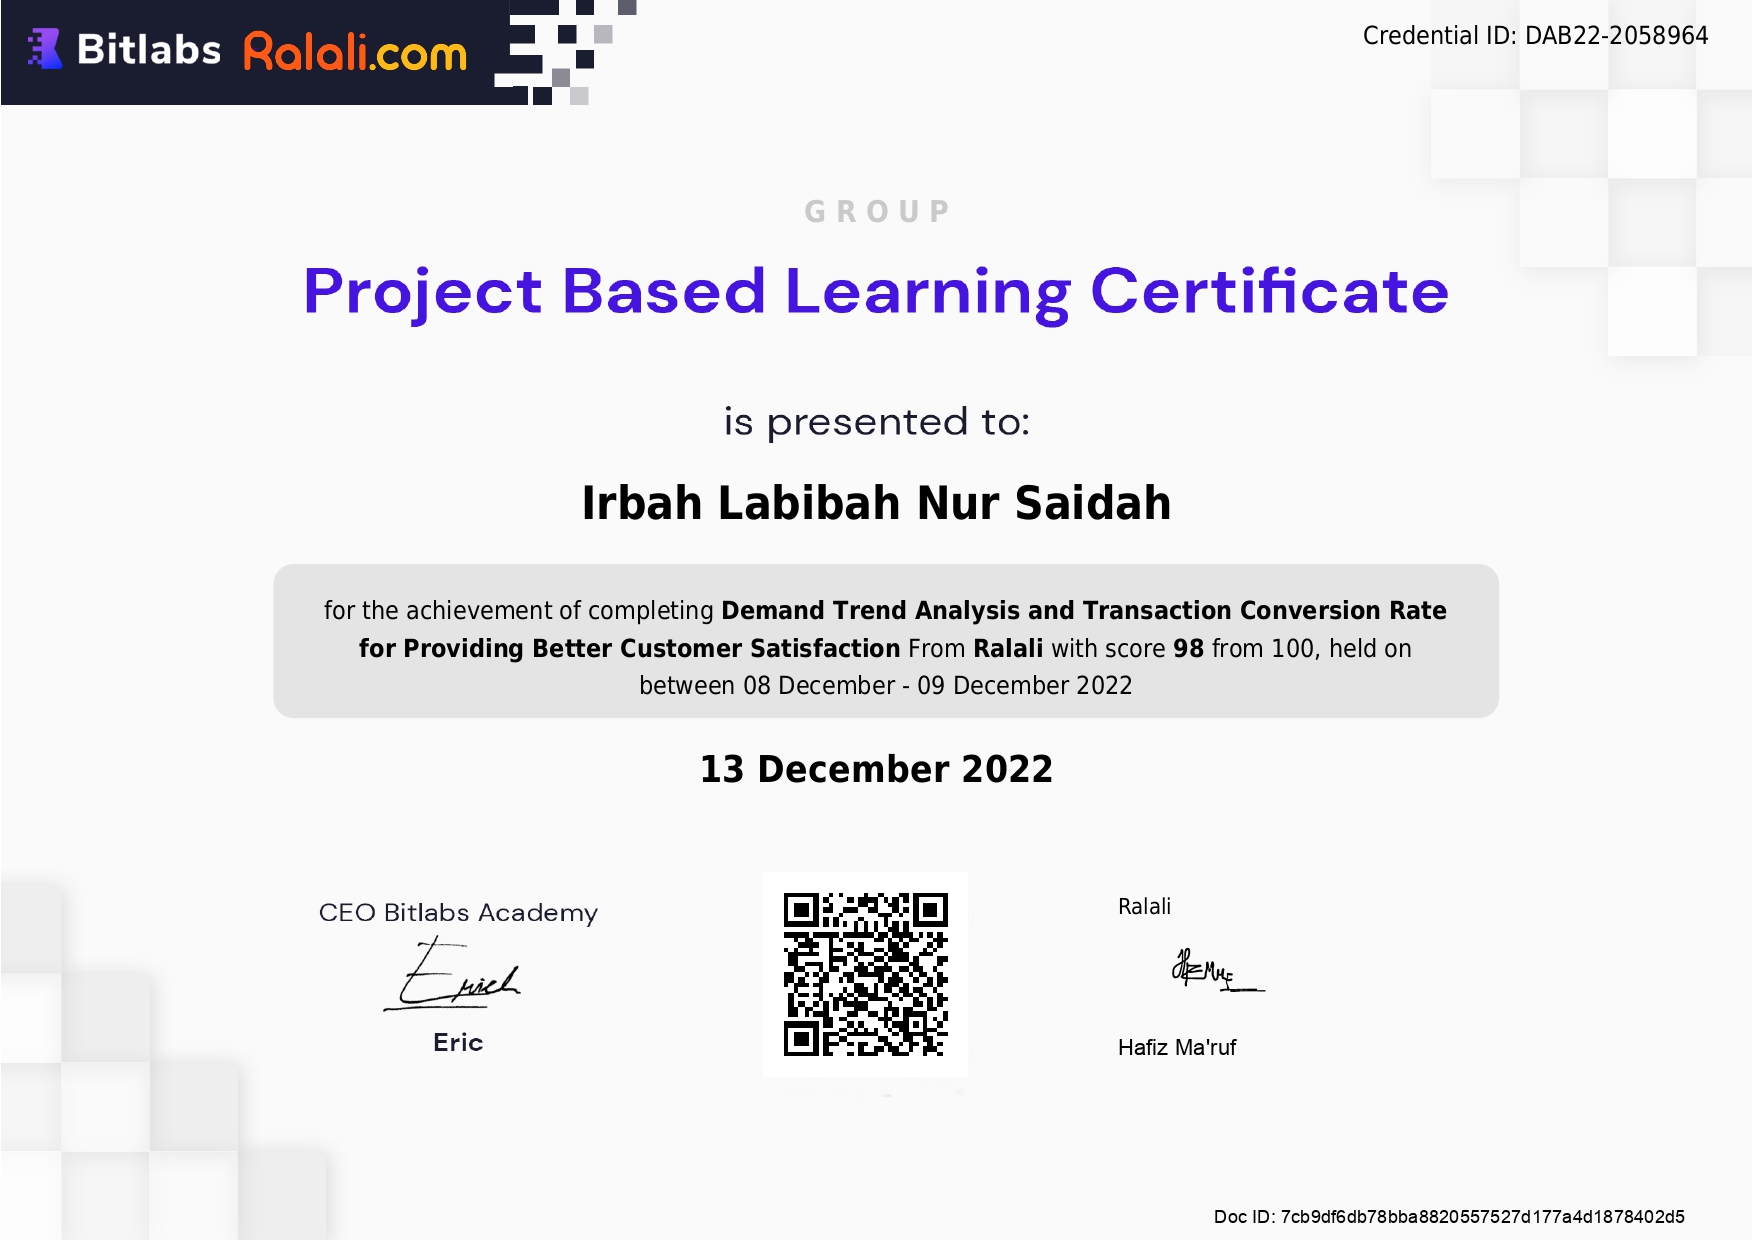 Bitlabs Ralali.com
Credential ID: DAB22-2058964
GROUP
Project Based Learning Certificate
is presented to:
Irbah Labibah Nur Saidah
for the achievement of completing Demand Trend Analysis and Transaction Conversion Rate
for Providing Better Customer Satisfaction From Ralali with score 98 from 100, held on
between 08 December - 09 December 2022
13 December 2022
CEO Bitlabs Academy
Eric
Ralali
Hafiz Ma'ruf
Doc ID: 7cb9df6db78bba8820557527d177a4d1878402d5